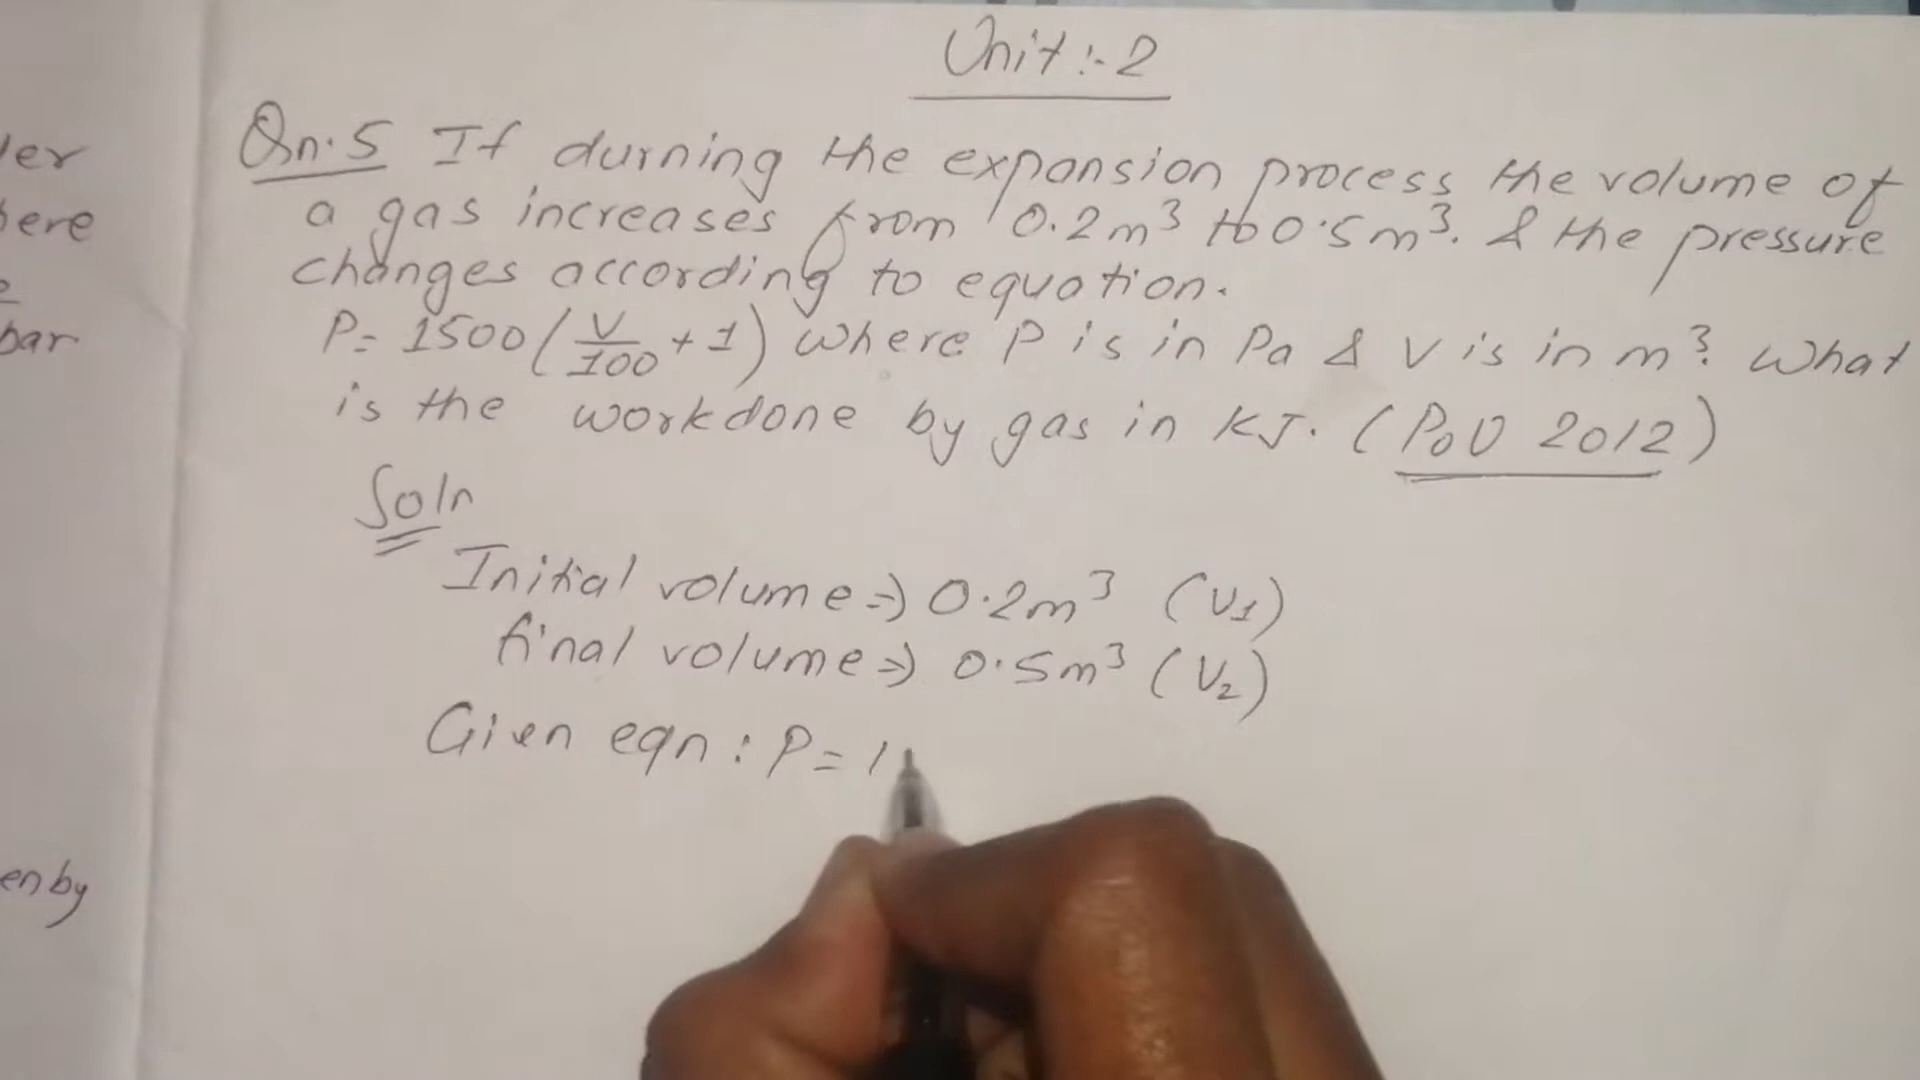 Unit :- 2
Qn.5 If durning the expansion process the volume of
a gas increases from 0.2m³ to 0.5m³. & the pressure
changes according to equation.
P= 1500(V/100 + 1) where P is in Pa & V is in m³. What
is the workdone by gas in KJ. (PoU 2012)
Soln
Initial volume => 0.2m³ (V₁)
final volume => 0.5m³ (V₂)
Given eqn : P = 1
ere
bar
en by